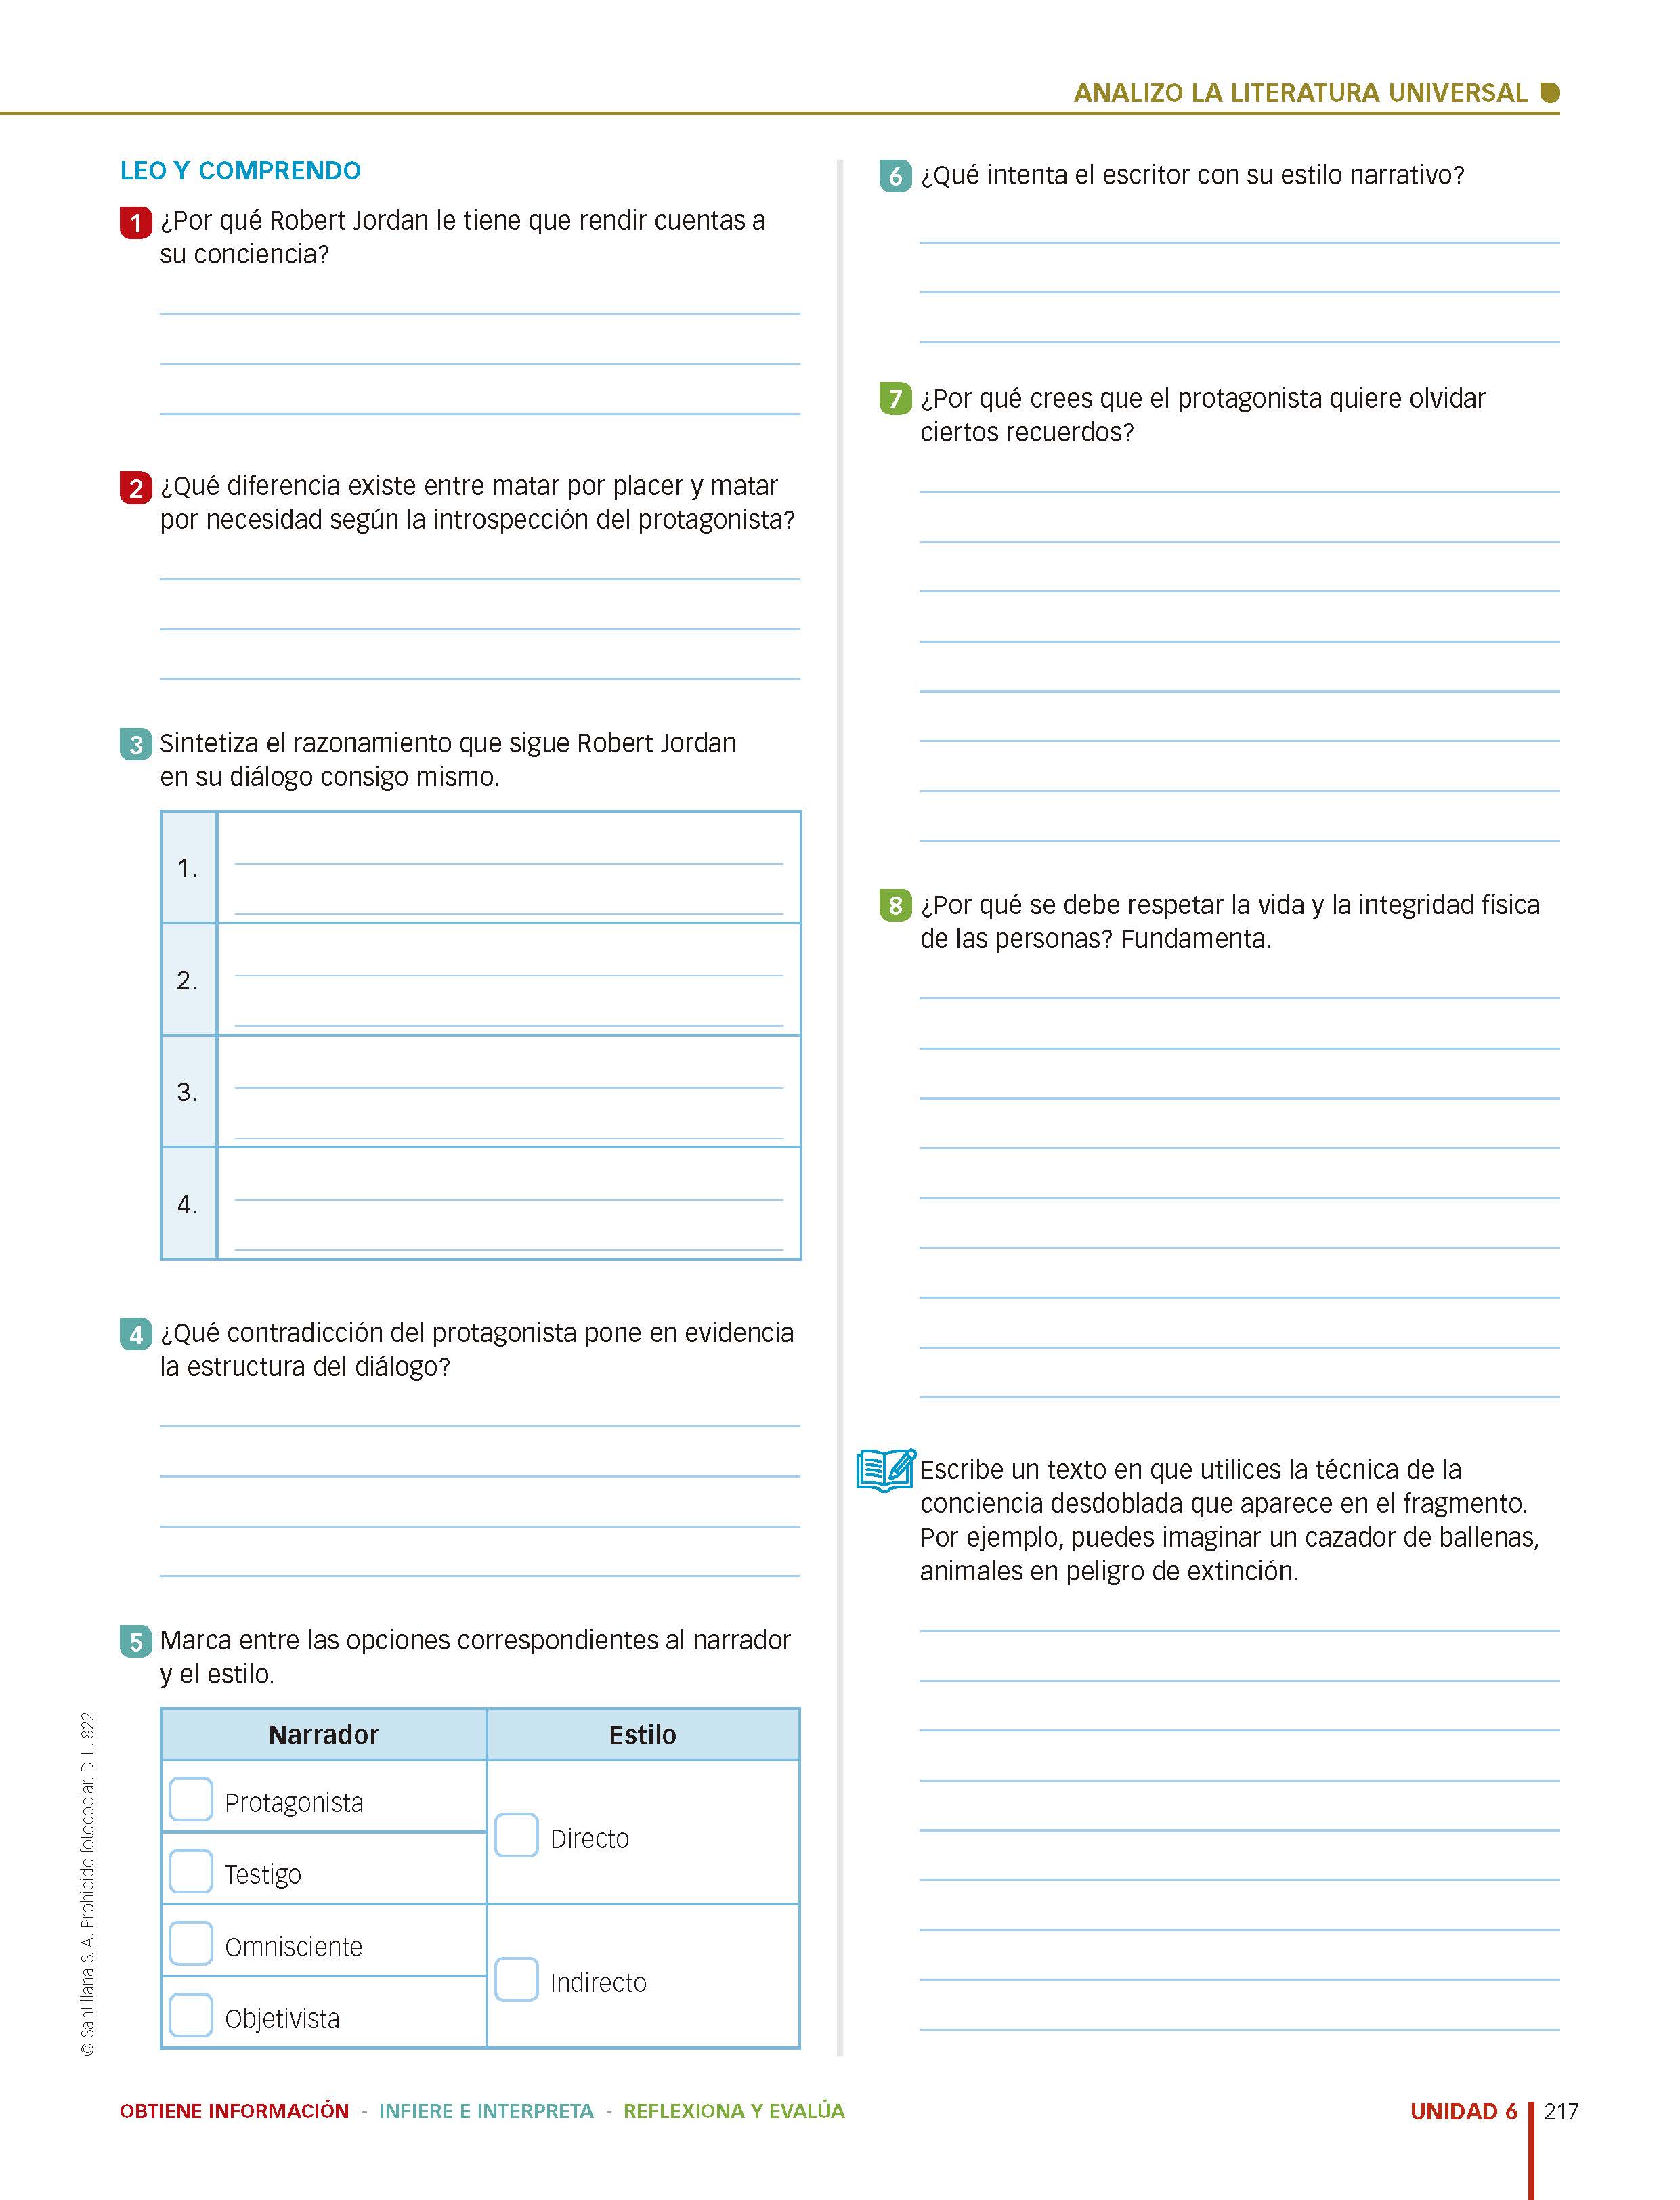 ANALIZO LA LITERATURA UNIVERSAL
LEO Y COMPRENDO
1 ¿Por qué Robert Jordan le tiene que rendir cuentas a
su conciencia?
2 ¿Qué diferencia existe entre matar por placer y matar
por necesidad según la introspección del protagonista?
3 Sintetiza el razonamiento que sigue Robert Jordan
en su diálogo consigo mismo.
1.
2.
3.
4.
4 ¿Qué contradicción del protagonista pone en evidencia
la estructura del diálogo?
5 Marca entre las opciones correspondientes al narrador
y el estilo.
Narrador Estilo
Protagonista
Directo
Testigo
Omnisciente
Indirecto
Objetivista
6 ¿Qué intenta el escritor con su estilo narrativo?
7 ¿Por qué crees que el protagonista quiere olvidar
ciertos recuerdos?
8 ¿Por qué se debe respetar la vida y la integridad física
de las personas? Fundamenta.
Escribe un texto en que utilices la técnica de la
conciencia desdoblada que aparece en el fragmento.
Por ejemplo, puedes imaginar un cazador de ballenas,
animales en peligro de extinción.
© Santillana S. A. Prohibido fotocopiar. D. L. 822
OBTIENE INFORMACIÓN - INFIERE E INTERPRETA - REFLEXIONA Y EVALÚA
UNIDAD 6 217